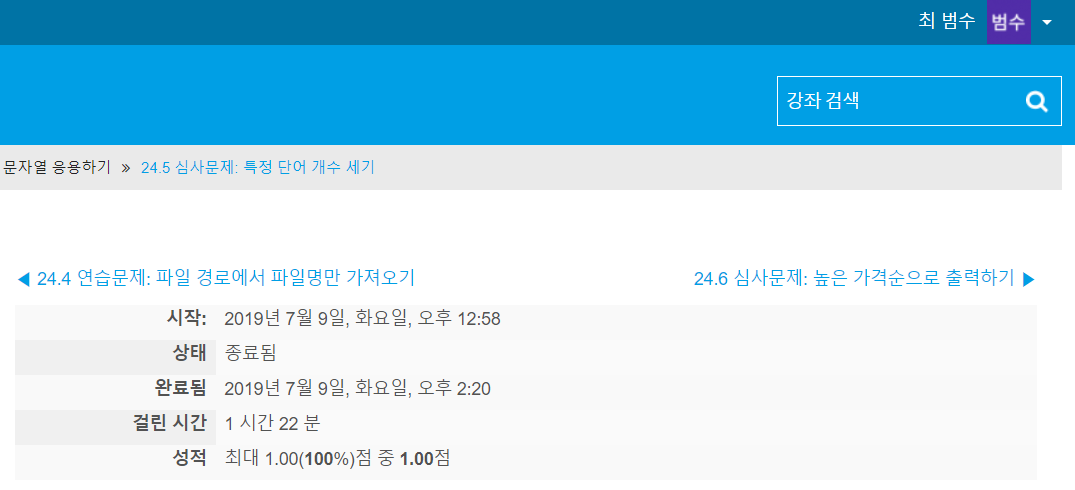 최 범수 범수
강좌 검색
문자열 응용하기 » 24.5 심사문제: 특정 단어 개수 세기
◀ 24.4 연습문제: 파일 경로에서 파일명만 가져오기 24.6 심사문제: 높은 가격순으로 출력하기 ▶
시작: 2019년 7월 9일, 화요일, 오후 12:58
상태 종료됨
완료됨 2019년 7월 9일, 화요일, 오후 2:20
걸린 시간 1 시간 22 분
성적 최대 1.00(100%)점 중 1.00점